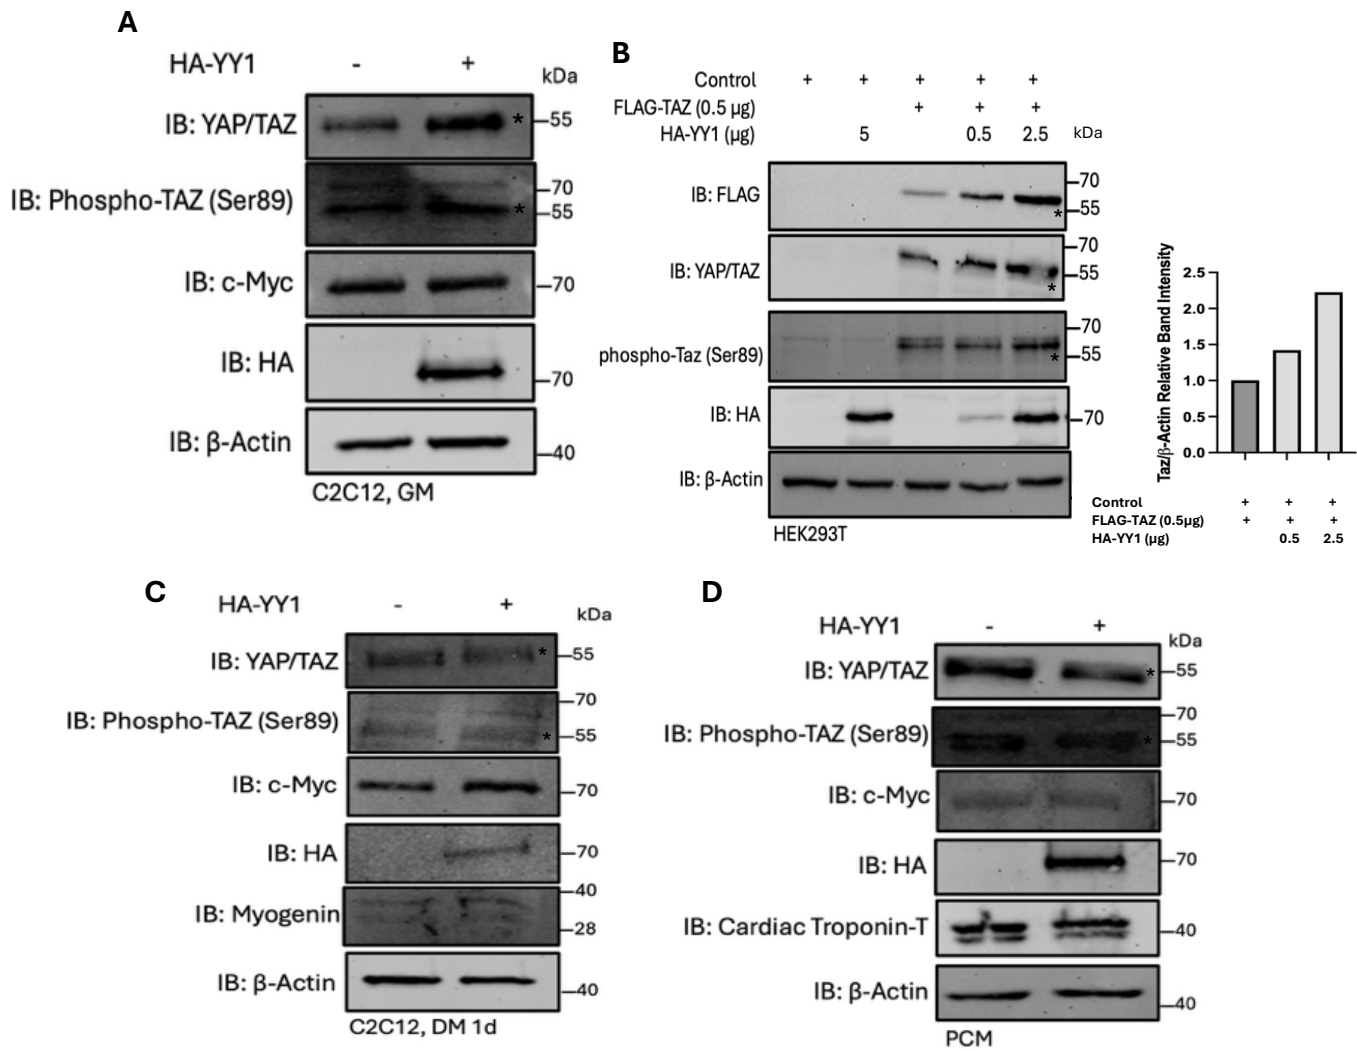 A
HA-YY1 - +
kDa
IB: YAP/TAZ * 55
IB: Phospho-TAZ (Ser89) 70
* 55
IB: c-Myc 70
IB: HA 70
IB: β-Actin 40
C2C12, GM
B
Control + + + + +
FLAG-TAZ (0.5 µg) + + +
HA-YY1 (µg) 5 0.5 2.5 kDa
IB: FLAG 70
55
*
IB: YAP/TAZ 70
55
*
phospho-Taz (Ser89) 70
55
*
IB: HA 70
IB: β-Actin
HEK293T
Taz/β-Actin Relative Band Intensity
2.5
2.0
1.5
1.0
0.5
0.0
Control + + +
FLAG-TAZ (0.5µg) + + +
HA-YY1 (µg) 0.5 2.5
C
HA-YY1 - +
kDa
IB: YAP/TAZ * 55
IB: Phospho-TAZ (Ser89) 70
* 55
IB: c-Myc 70
IB: HA 70
IB: Myogenin 40
28
IB: β-Actin 40
C2C12, DM 1d
D
HA-YY1 - +
kDa
IB: YAP/TAZ * 55
IB: Phospho-TAZ (Ser89) 70
* 55
IB: c-Myc 70
IB: HA 70
IB: Cardiac Troponin-T 40
IB: β-Actin 40
PCM